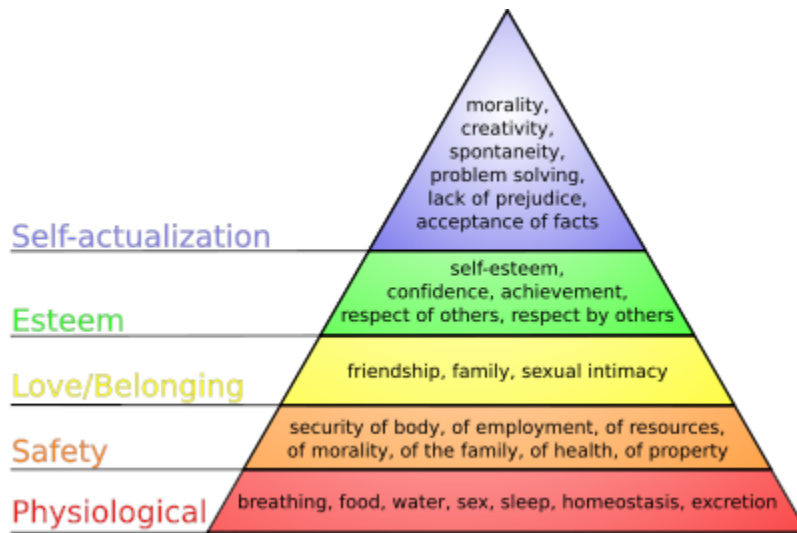 morality,
creativity,
spontaneity,
problem solving,
lack of prejudice,
acceptance of facts
Self-actualization
self-esteem,
confidence, achievement,
respect of others, respect by others
Esteem
friendship, family, sexual intimacy
Love/Belonging
security of body, of employment, of resources,
of morality, of the family, of health, of property
Safety
breathing, food, water, sex, sleep, homeostasis, excretion
Physiological